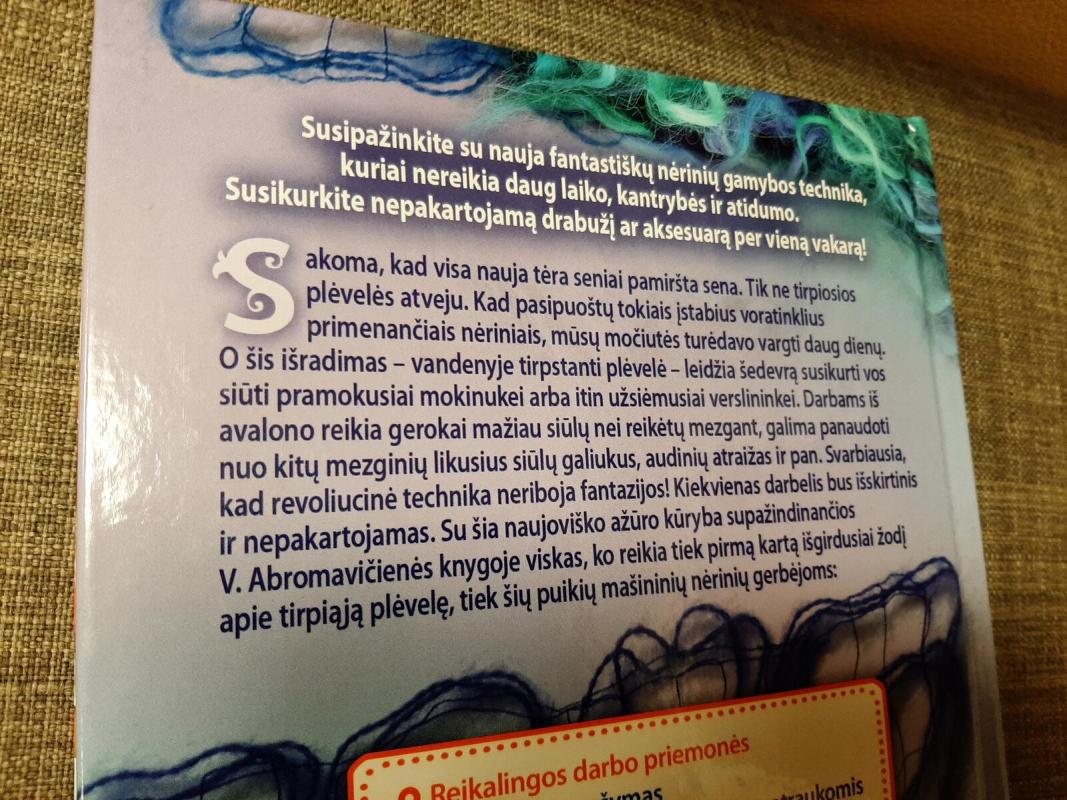 Susipažinkite su nauja fantastiškų nėrinių gamybos technika,
kuriai nereikia daug laiko, kantrybės ir atidumo.
Susikurkite nepakartojamą drabužį ar aksesuarą per vieną vakarą!
Sakoma, kad visa nauja tėra seniai pamiršta sena. Tik ne tirpiosios
plėvelės atveju. Kad pasipuoštų tokiais įstabius voratinklius
primenančiais nėriniais, mūsų močiutės turėdavo vargti daug dienų.
O šis išradimas – vandenyje tirpstanti plėvelė – leidžia šedevrą susikurti vos
siūti pramokusiai mokinukei arba itin užsiėmusiai verslininkei. Darbams iš
avalono reikia gerokai mažiau siūlų nei reikėtų mezgant, galima panaudoti
nuo kitų mezginių likusius siūlų galiukus, audinių atraižas ir pan. Svarbiausia,
kad revoliucinė technika neriboja fantazijos! Kiekvienas darbelis bus išskirtinis
ir nepakartojamas. Su šia naujoviško ažūro kūryba supažindinančios
V. Abromavičienės knygoje viskas, ko reikia tiek pirmą kartą išgirdusiai žodį
apie tirpiąją plėvelę, tiek šių puikių mašininių nėrinių gerbėjoms:
Reikalingos darbo priemonės